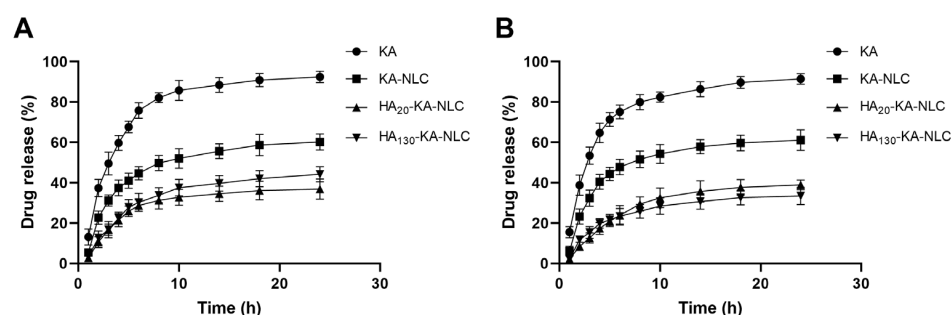 A
Drug release (%)
100
80
60
40
20
0
0
10
20
30
Time (h)
KA
KA-NLC
HA₂₀-KA-NLC
HA₁₃₀-KA-NLC
B
Drug release (%)
100
80
60
40
20
0
0
10
20
30
Time (h)
KA
KA-NLC
HA₂₀-KA-NLC
HA₁₃₀-KA-NLC